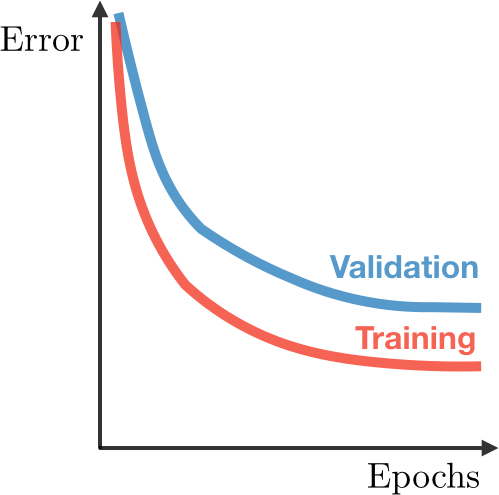 Error
Validation
Training
Epochs